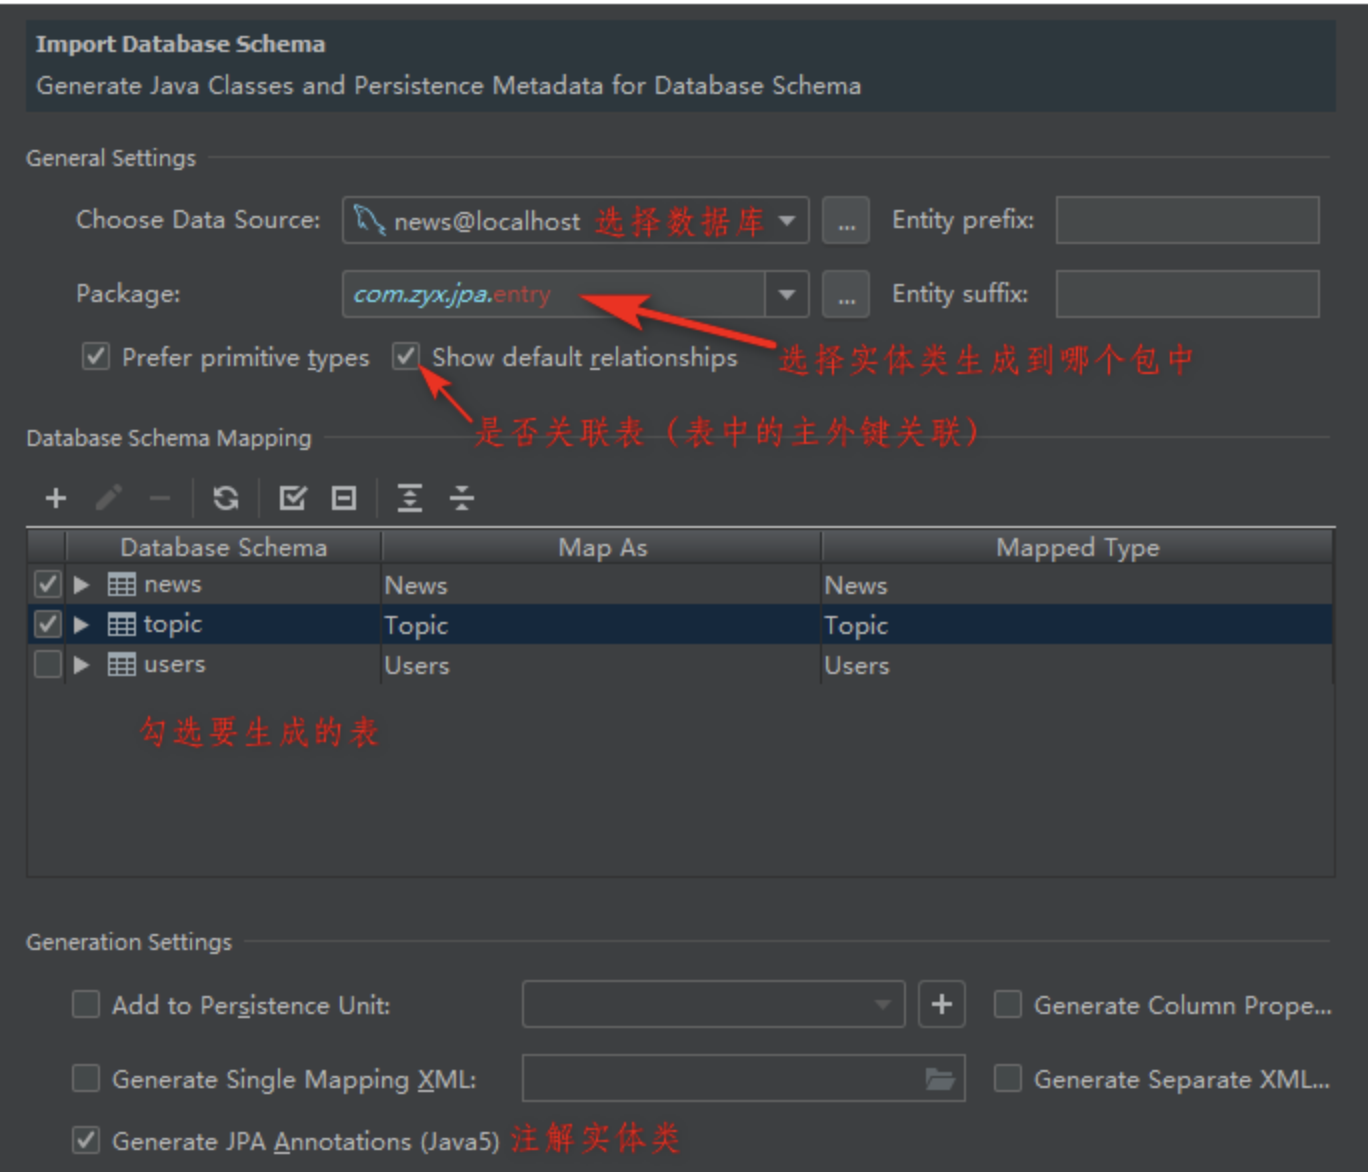 Import Database Schema
Generate Java Classes and Persistence Metadata for Database Schema
General Settings
Choose Data Source: news@localhost 选择数据库 ... Entity prefix:
Package: com.zyx.jpa.entry ... Entity suffix:
Prefer primitive types Show default relationships 选择实体类生成到哪个包中
是否关联表（表中的主外键关联）
Database Schema Mapping
Database Schema Map As Mapped Type
news News News
topic Topic Topic
users Users Users
勾选要生成的表
Generation Settings
Add to Persistence Unit: Generate Column Prope...
Generate Single Mapping XML: Generate Separate XML...
Generate JPA Annotations (Java5) 注解实体类